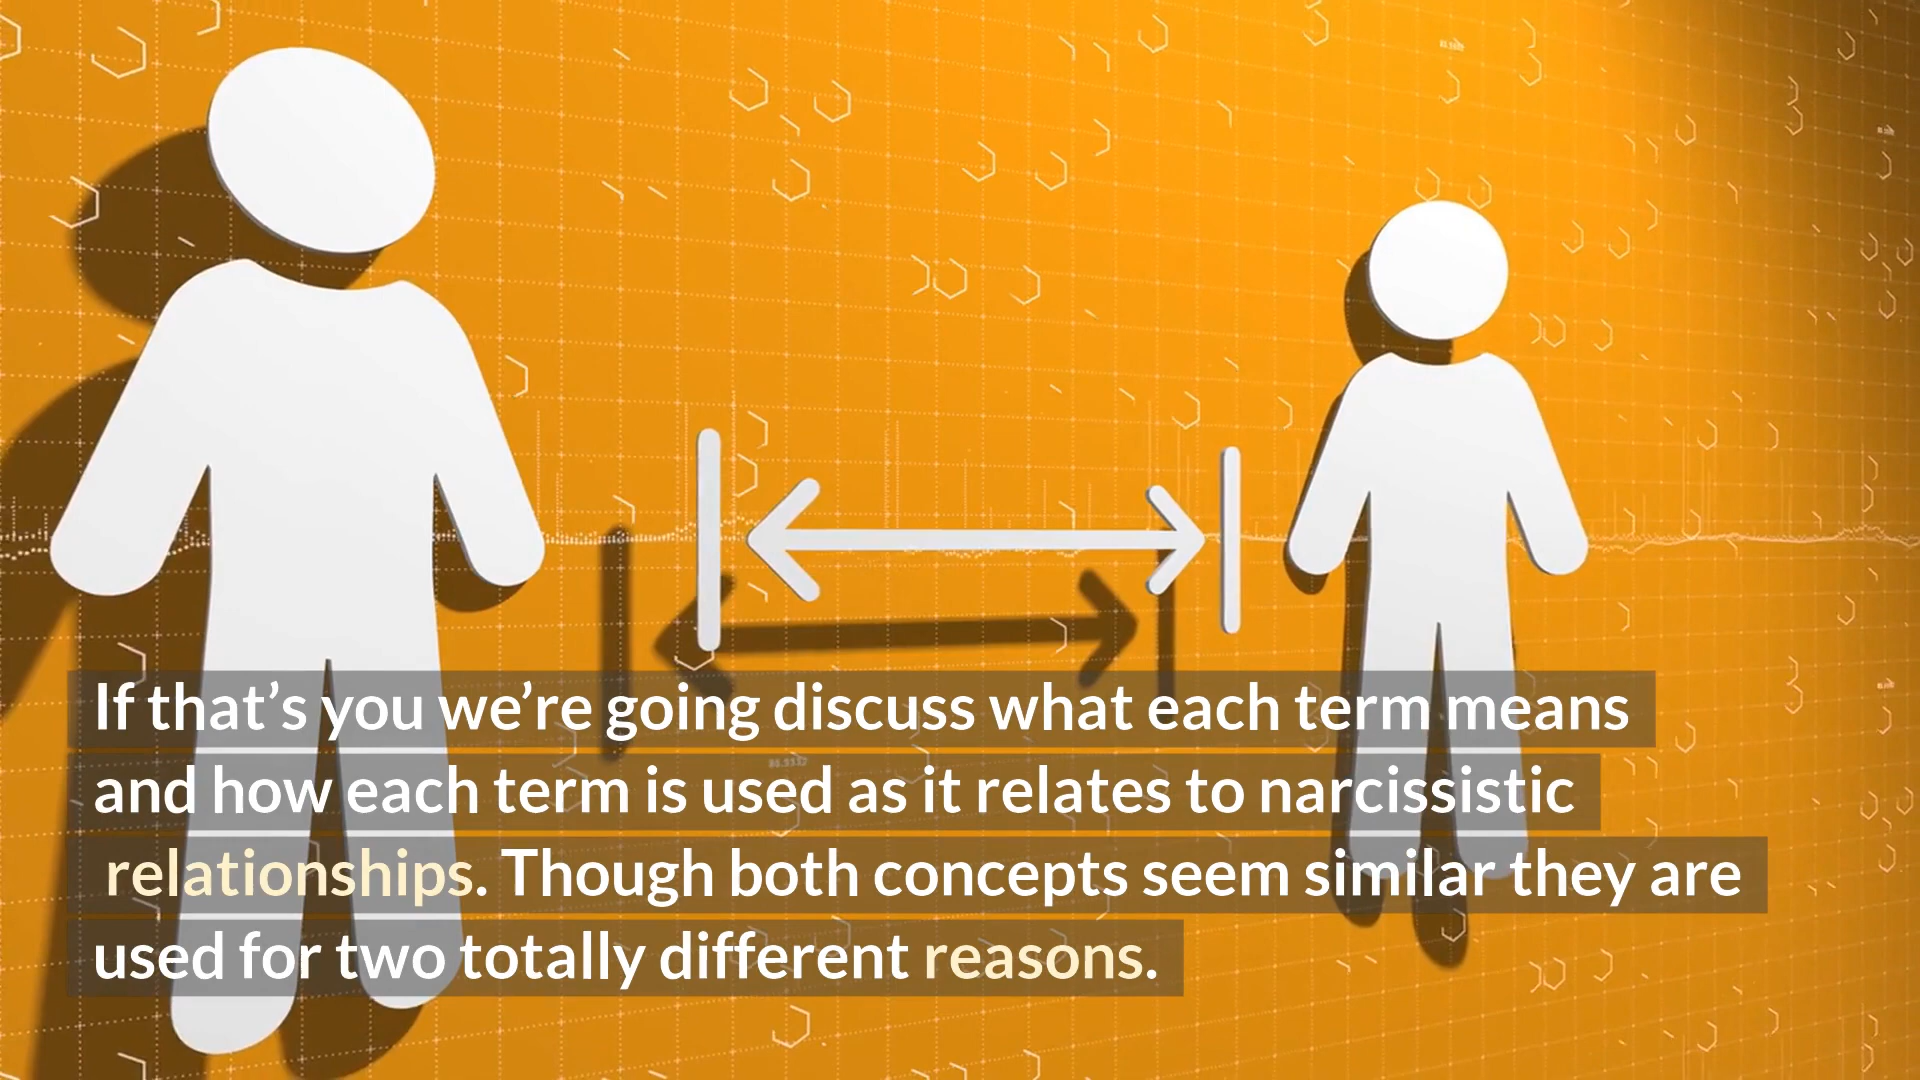 If that’s you we’re going discuss what each term means
and how each term is used as it relates to narcissistic
relationships. Though both concepts seem similar they are
used for two totally different reasons.